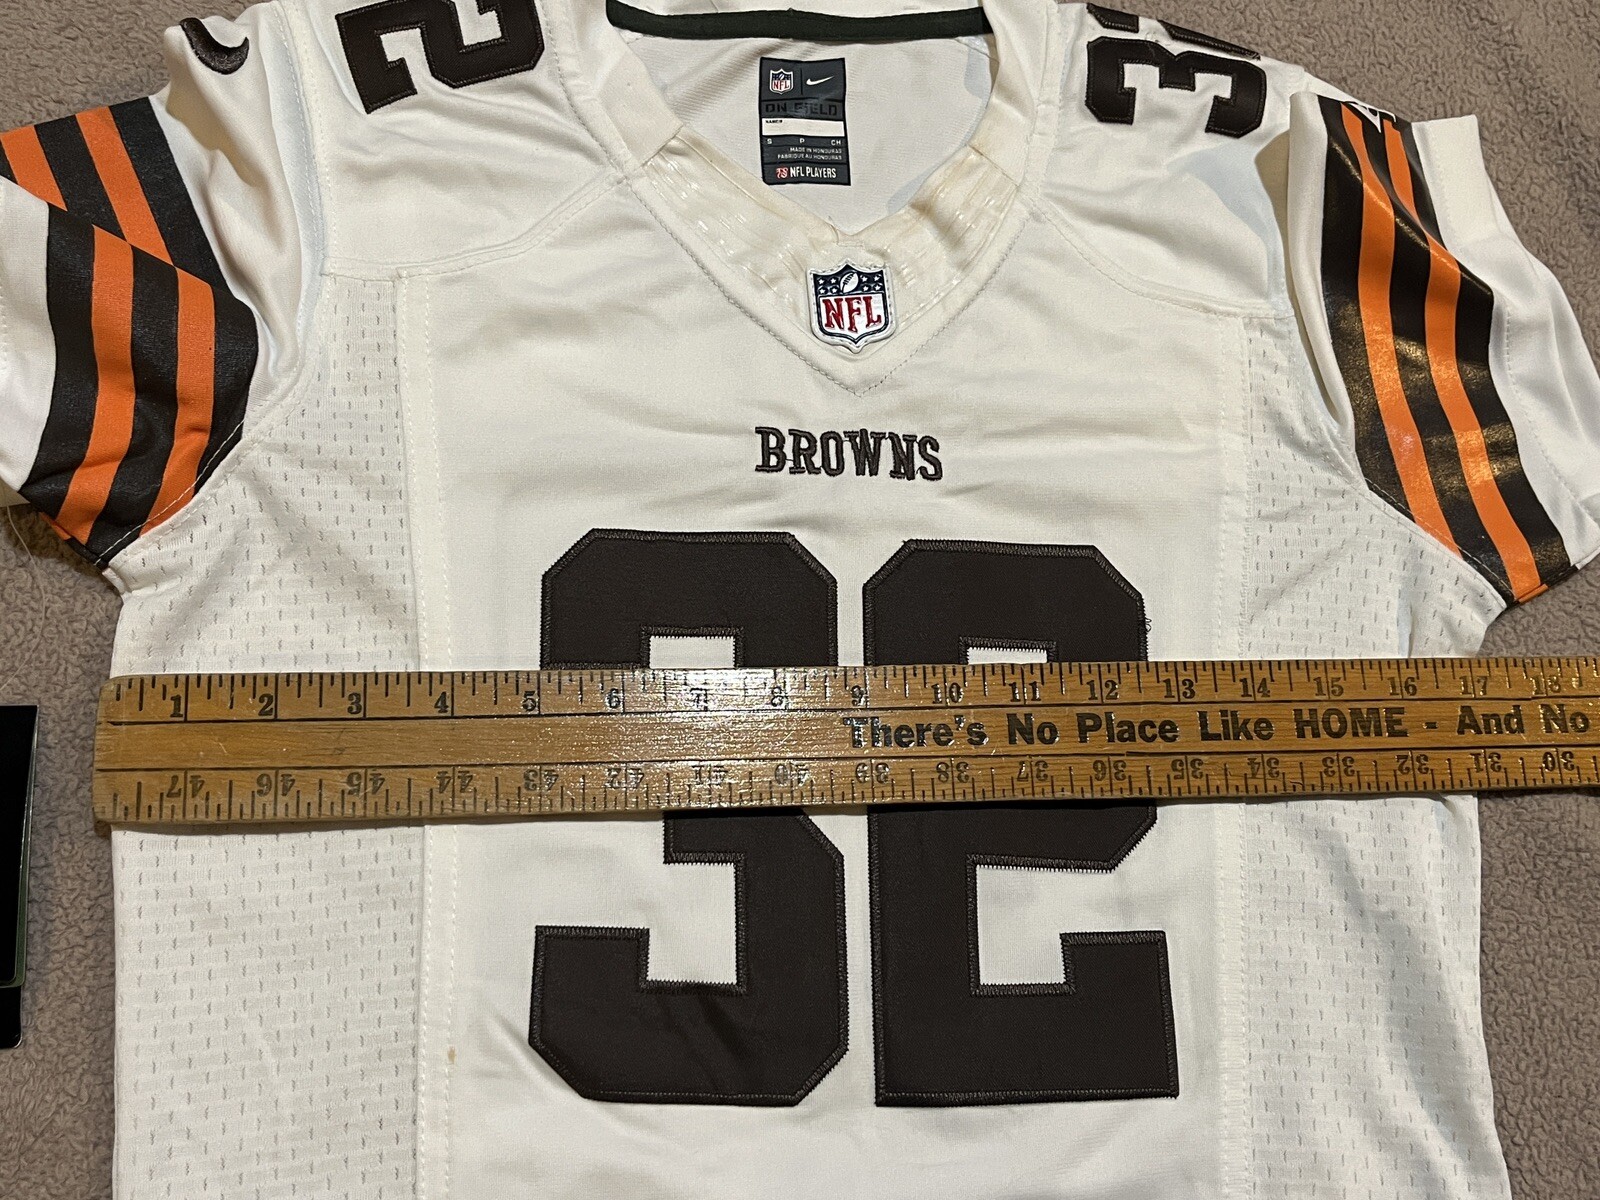 2
32
NFL
ON FIELD
NAME/#
S P CH
MADE IN HONDURAS
FABRIQUE AU HONDURAS
NFL PLAYERS
NFL
BROWNS
32
1 2 3 4 5 6 7 8 9 10 11 12 13 14 15 16 17 18
There's No Place Like HOME - And No
47 46 45 44 43 42 41 40 39 38 37 36 35 34 33 32 31 30